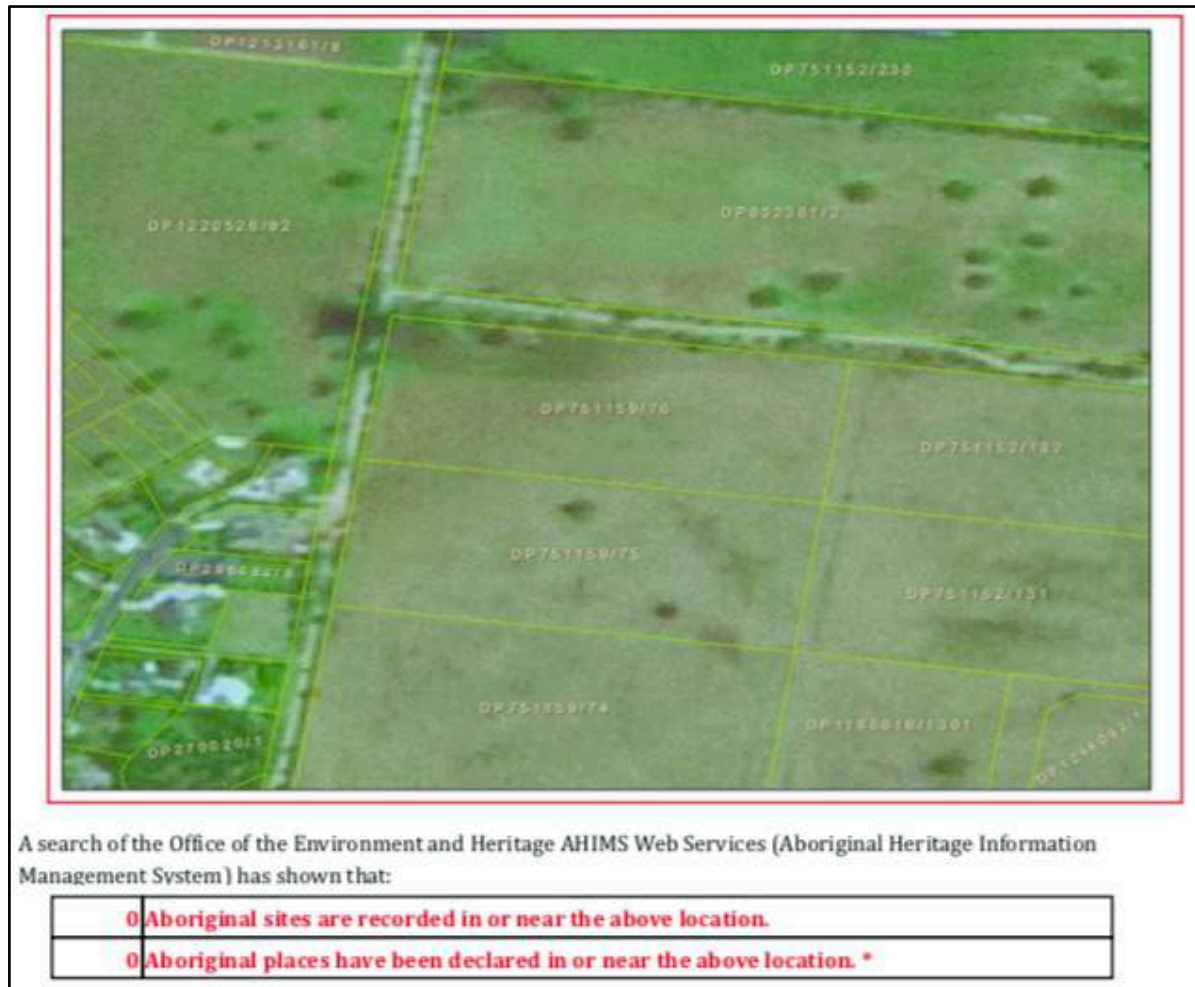 DP751152/230
DP1220526/92
DP852381/2
DP751159/76
DP751152/132
DP751159/75
DP751152/131
DP751159/74
DP270020/1
A search of the Office of the Environment and Heritage AHIMS Web Services (Aboriginal Heritage Information
Management System) has shown that:
0 Aboriginal sites are recorded in or near the above location.
0 Aboriginal places have been declared in or near the above location. *